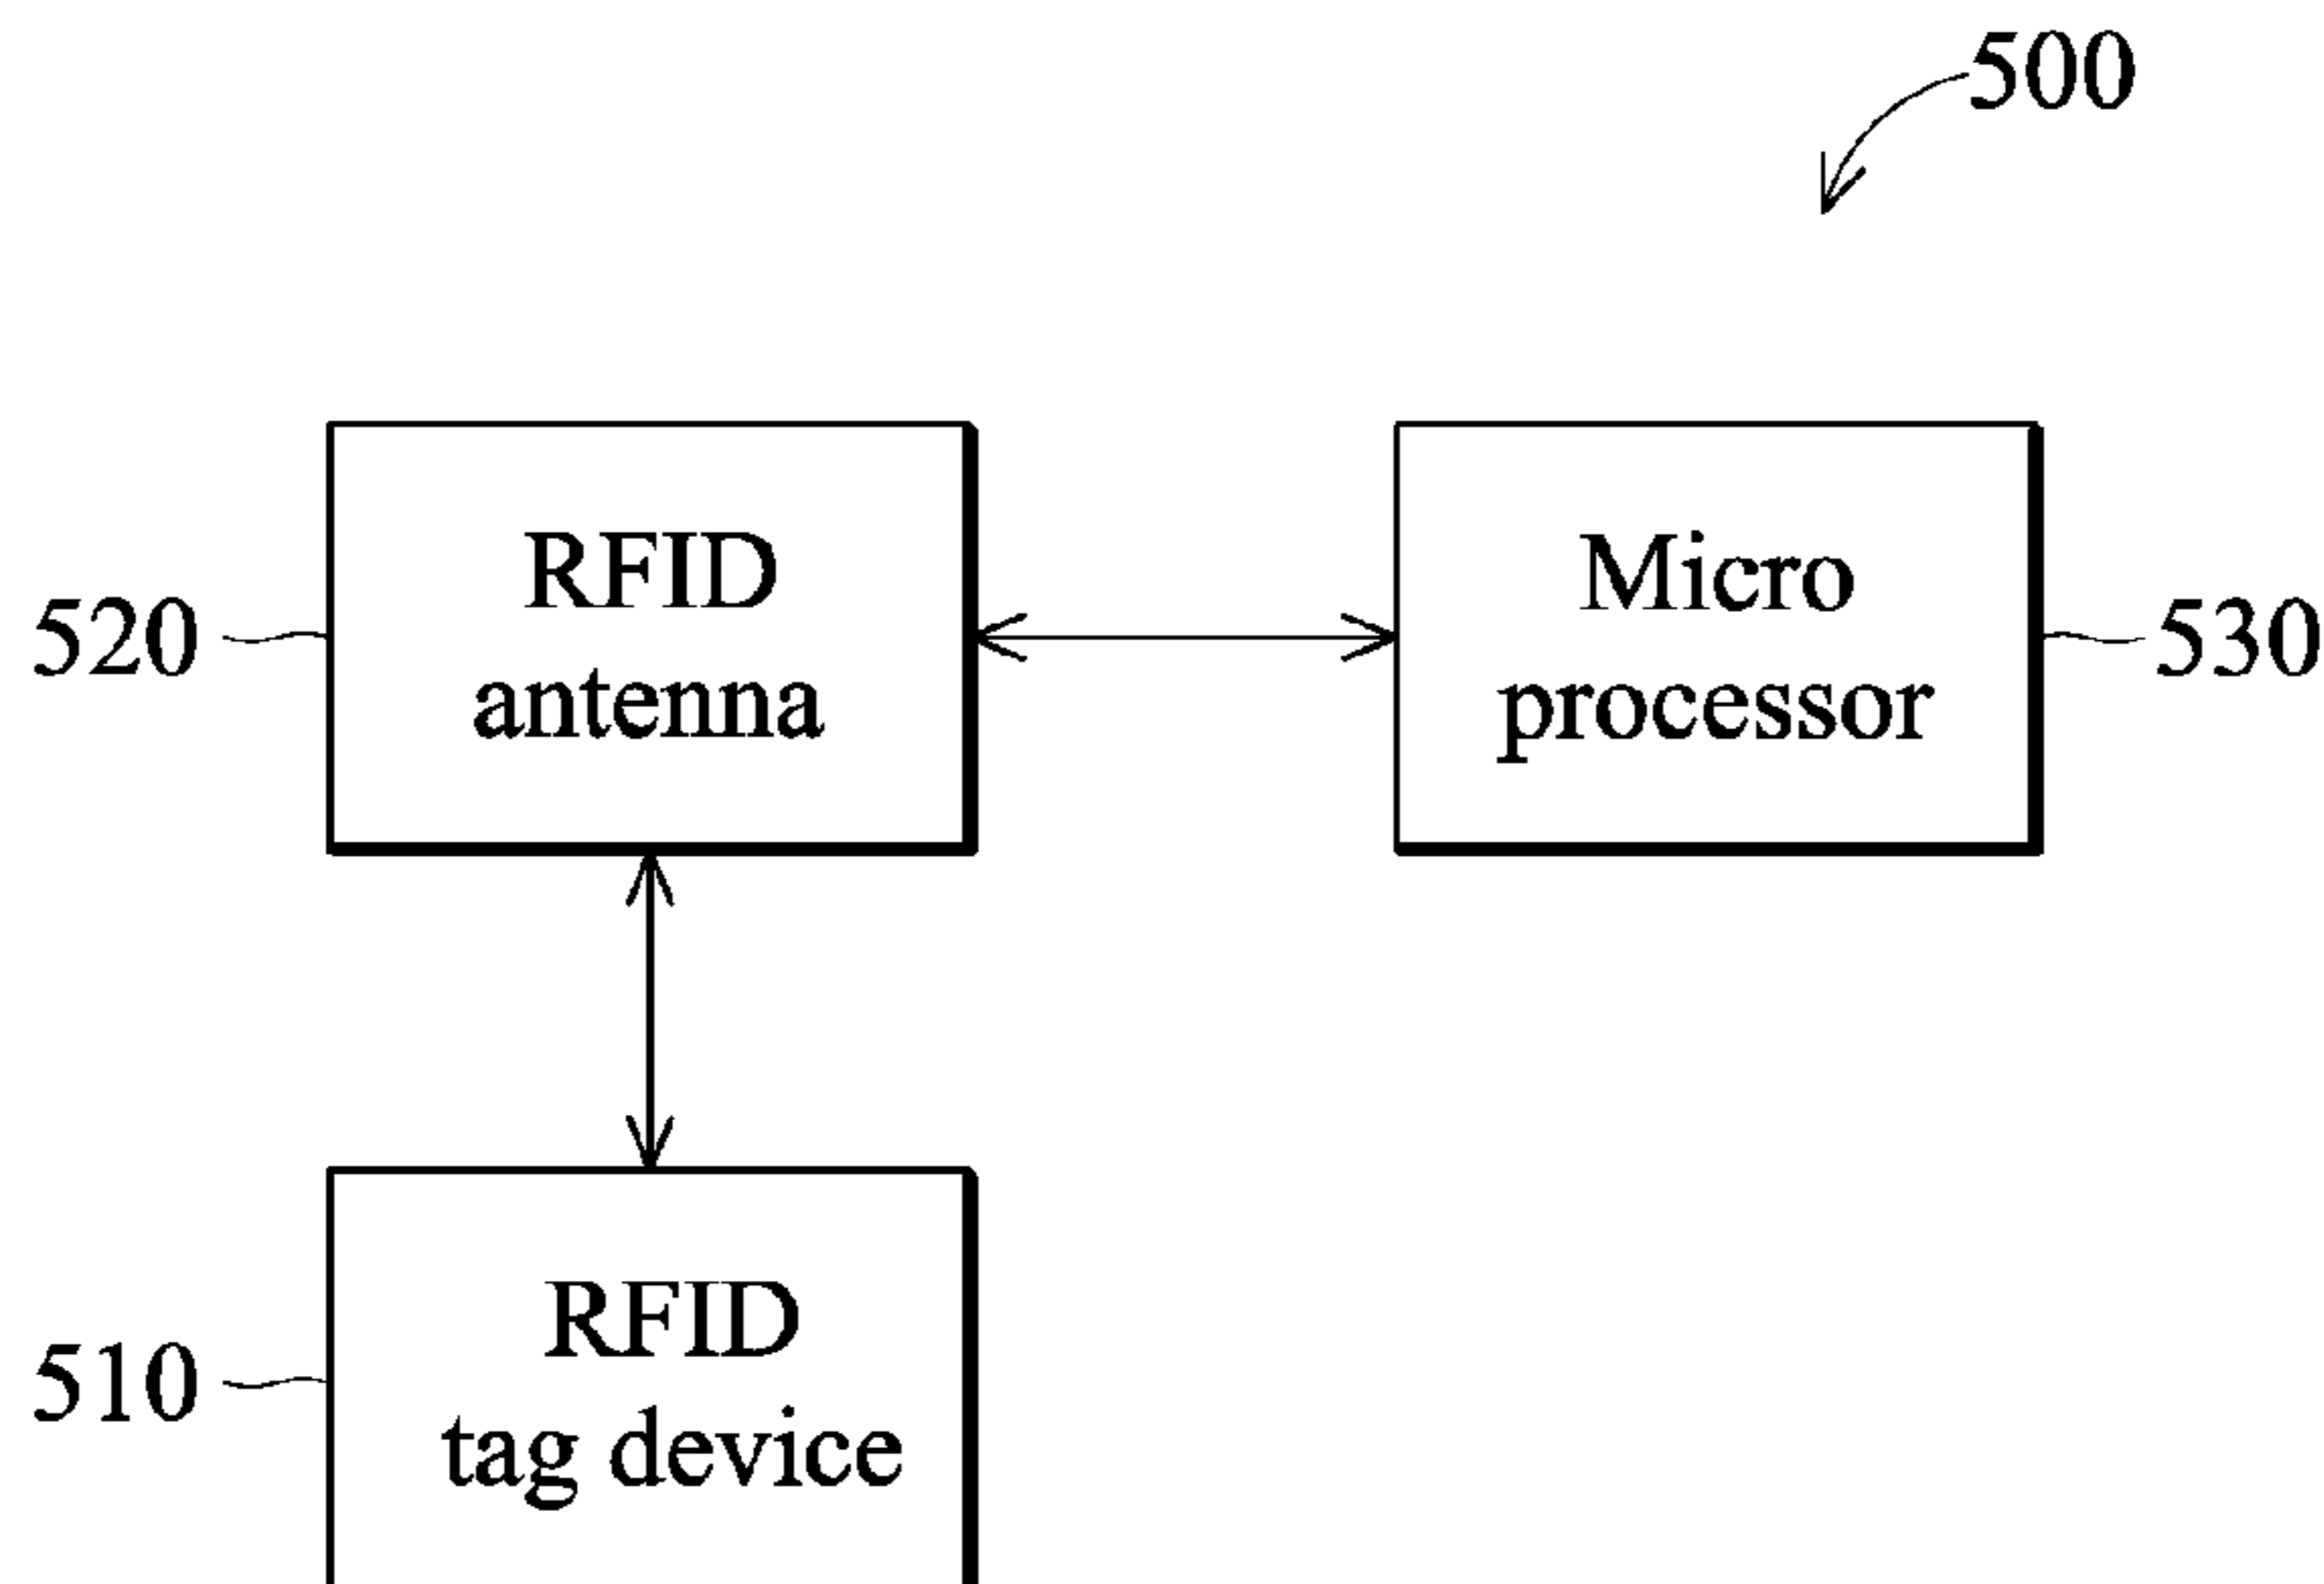 500
RFID
antenna
520
Micro
processor
530
RFID
tag device
510